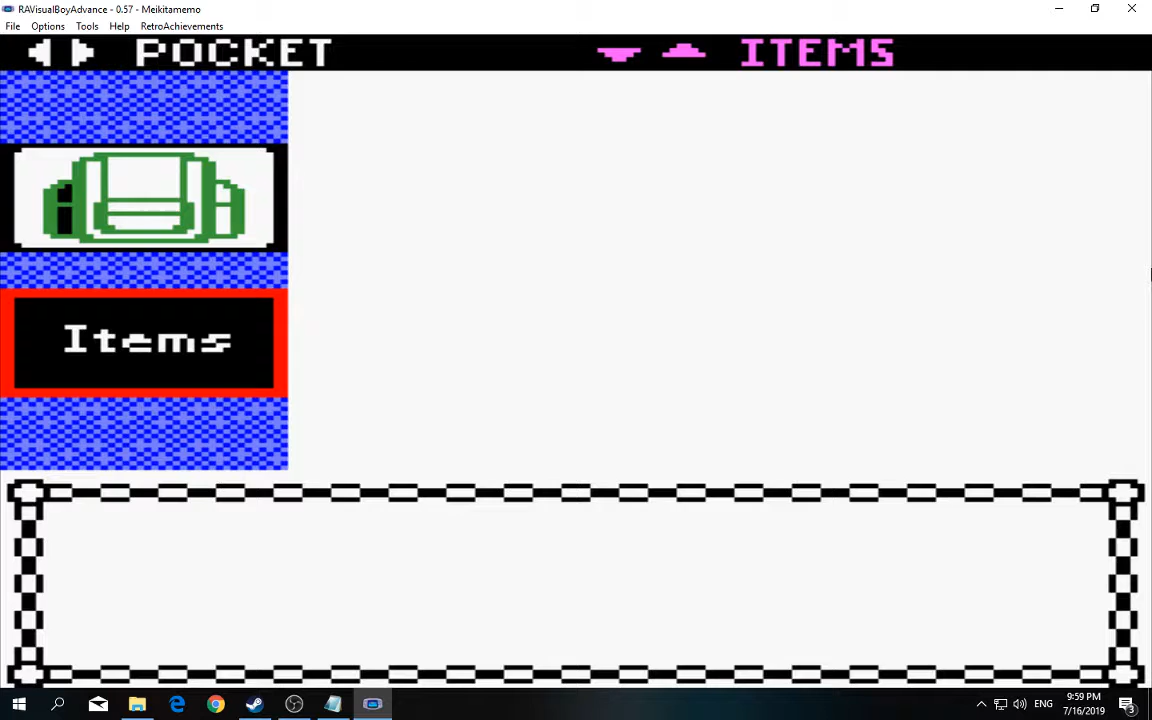 RAVisualBoyAdvance - 0.57 - Meikitamemo
File Options Tools Help RetroAchievements
POCKET ITEMS
Items
ENG
9:59 PM
7/16/2019
3